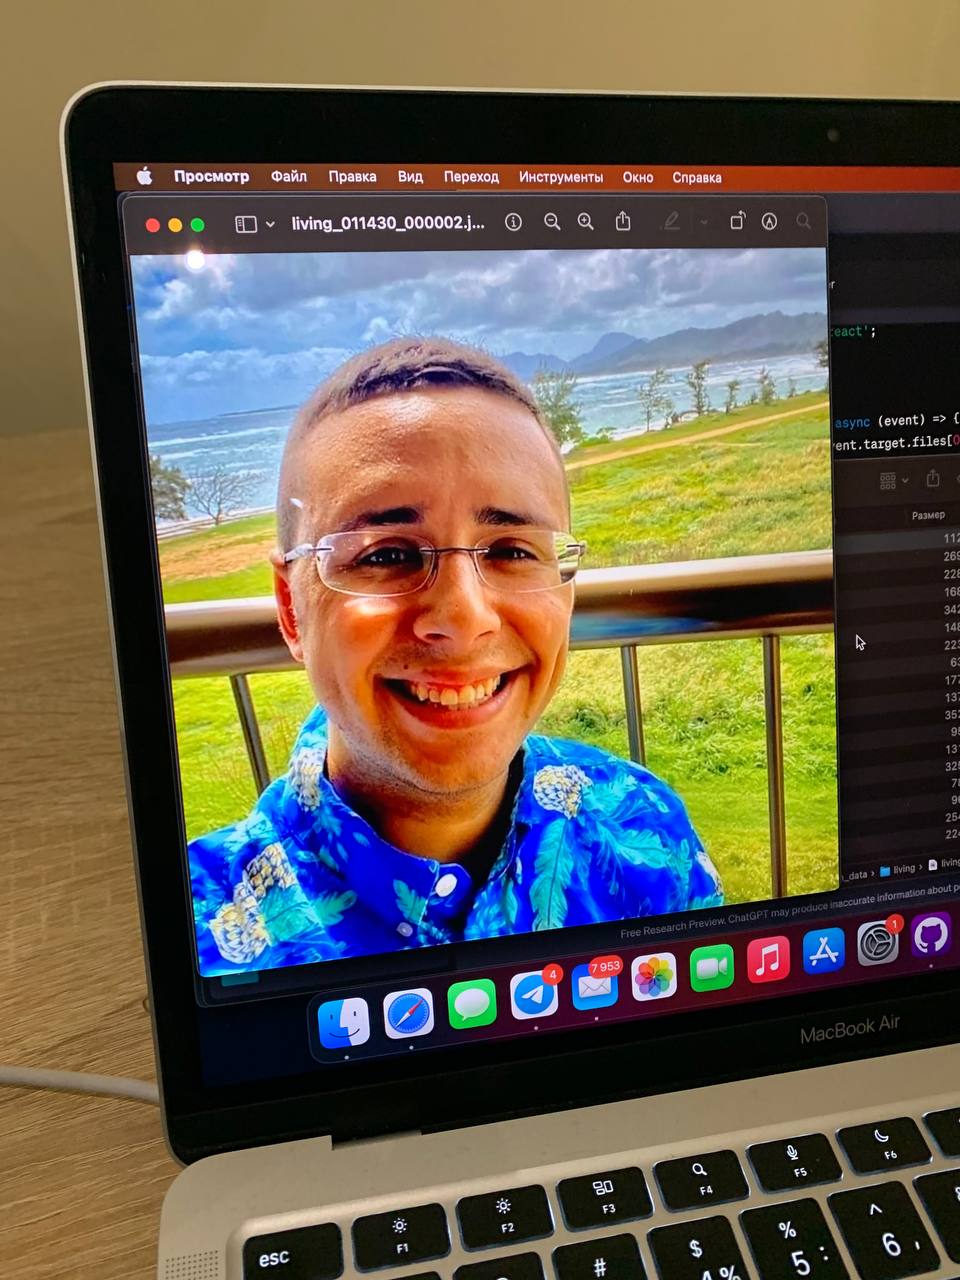 Просмотр Файл Правка Вид Переход Инструменты Окно Справка
living_011430_000002.j...
eact';
async (event) => {
vent.target.files[0
Размер
112
269
228
168
342
148
223
63
177
137
352
95
131
325
78
96
254
224
_data › living › living
Free Research Preview. ChatGPT may produce inaccurate information about p
4
7 953
1
MacBook Air
esc
F1
F2
F3
F4
F5
F6
#
$
4
%
%
5 :
^
6 ,